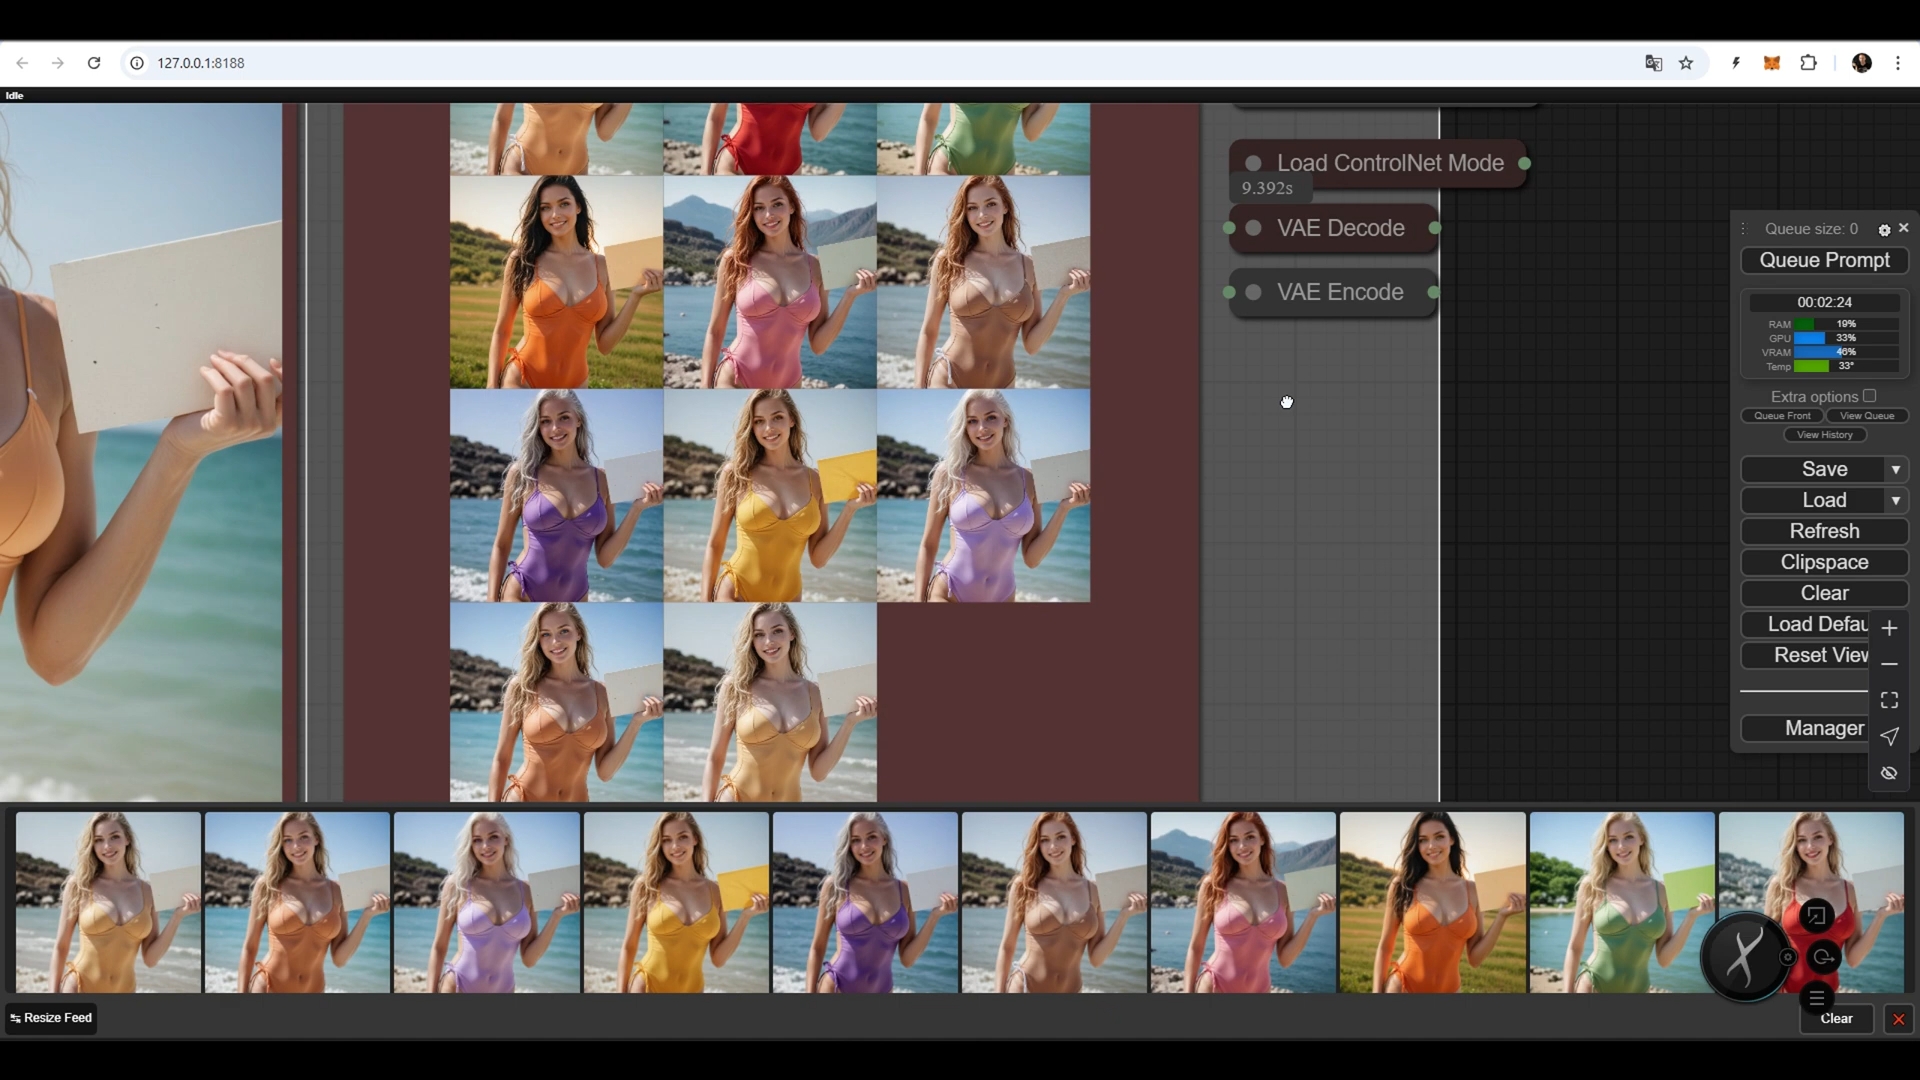 127.0.0.1:8188
Idle
Load ControlNet Mode
9.392s
VAE Decode
VAE Encode
Queue size: 0
Queue Prompt
00:02:24
RAM 19%
GPU 33%
VRAM 46%
Temp 33°
Extra options
Queue Front
View Queue
View History
Save
Load
Refresh
Clipspace
Clear
Load Defau
Reset View
Manager
Resize Feed
Clear